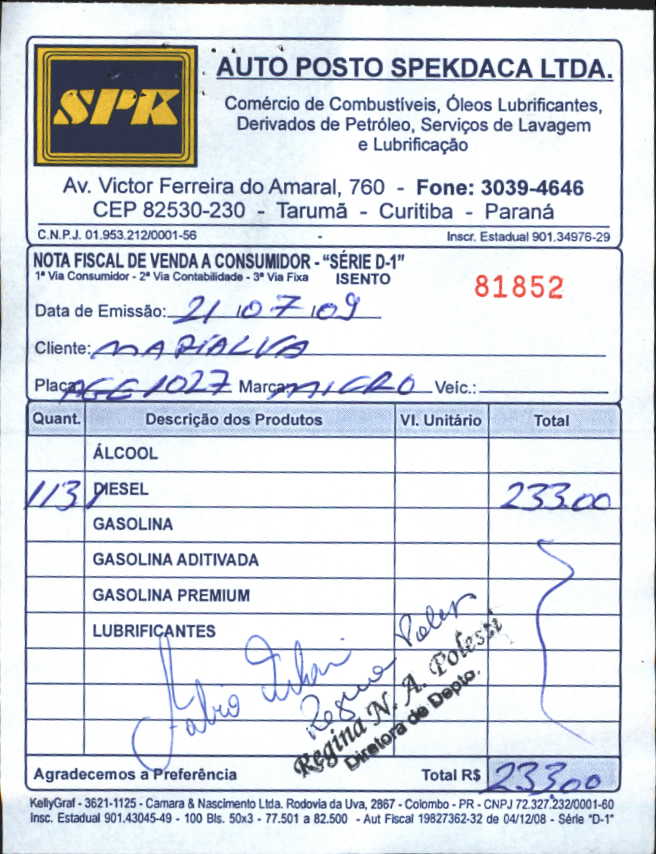 SPK
AUTO POSTO SPEKDACA LTDA.
Comércio de Combustíveis, Óleos Lubrificantes,
Derivados de Petróleo, Serviços de Lavagem
e Lubrificação
Av. Victor Ferreira do Amaral, 760 - Fone: 3039-4646
CEP 82530-230 - Tarumã - Curitiba - Paraná
C.N.P.J. 01.953.212/0001-56 - Inscr. Estadual 901.34976-29
NOTA FISCAL DE VENDA A CONSUMIDOR - “SÉRIE D-1”
1ª Via Consumidor - 2ª Via Contabilidade - 3ª Via Fixa ISENTO
81852
Data de Emissão: 21 07 09
Cliente: MARIALVA
Placa: AGE 1027 Marca: MICRO Veíc.:
Quant. Descrição dos Produtos Vl. Unitário Total
ÁLCOOL
113 DIESEL 233.00
GASOLINA
GASOLINA ADITIVADA
GASOLINA PREMIUM
LUBRIFICANTES
Fabio
Regina
Regina N. A. Polessi
Diretora de Depto.
Agradecemos a Preferência Total R$ 233.00
KellyGraf - 3621-1125 - Camara & Nascimento Ltda. Rodovia da Uva, 2867 - Colombo - PR - CNPJ 72.327.232/0001-60
Insc. Estadual 901.43045-49 - 100 Bls. 50x3 - 77.501 a 82.500 - Aut Fiscal 19827362-32 de 04/12/08 - Série "D-1"